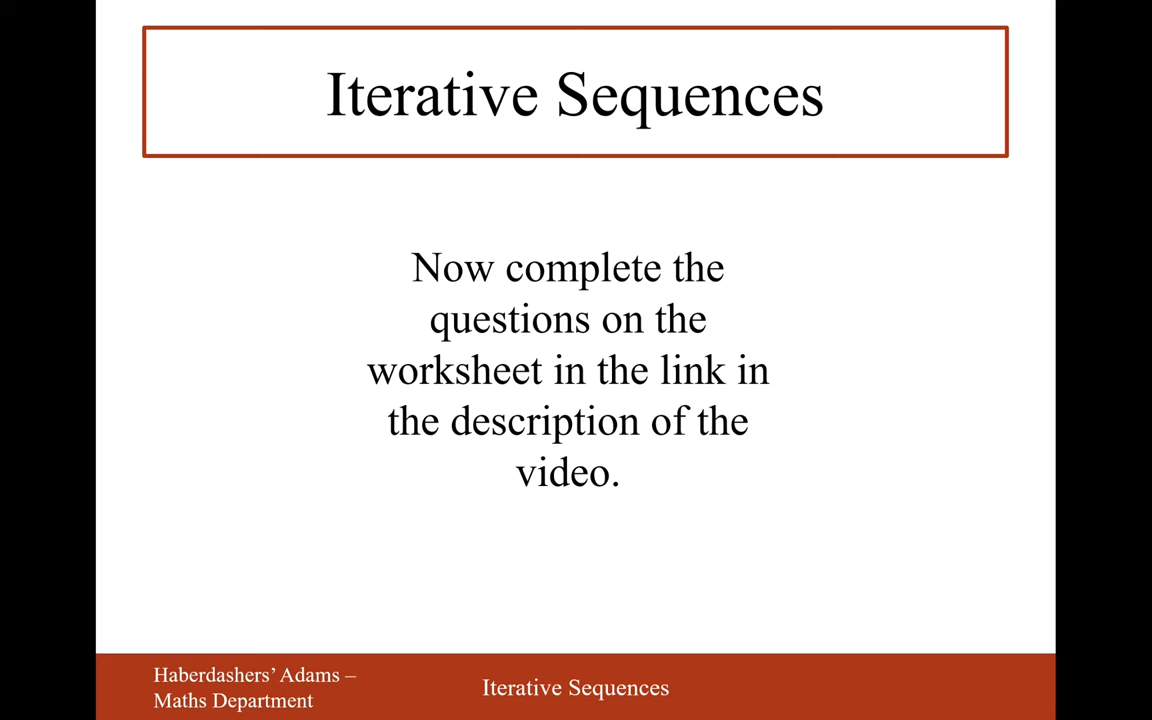 Iterative Sequences
Now complete the
questions on the
worksheet in the link in
the description of the
video.
Haberdashers’ Adams –
Maths Department
Iterative Sequences